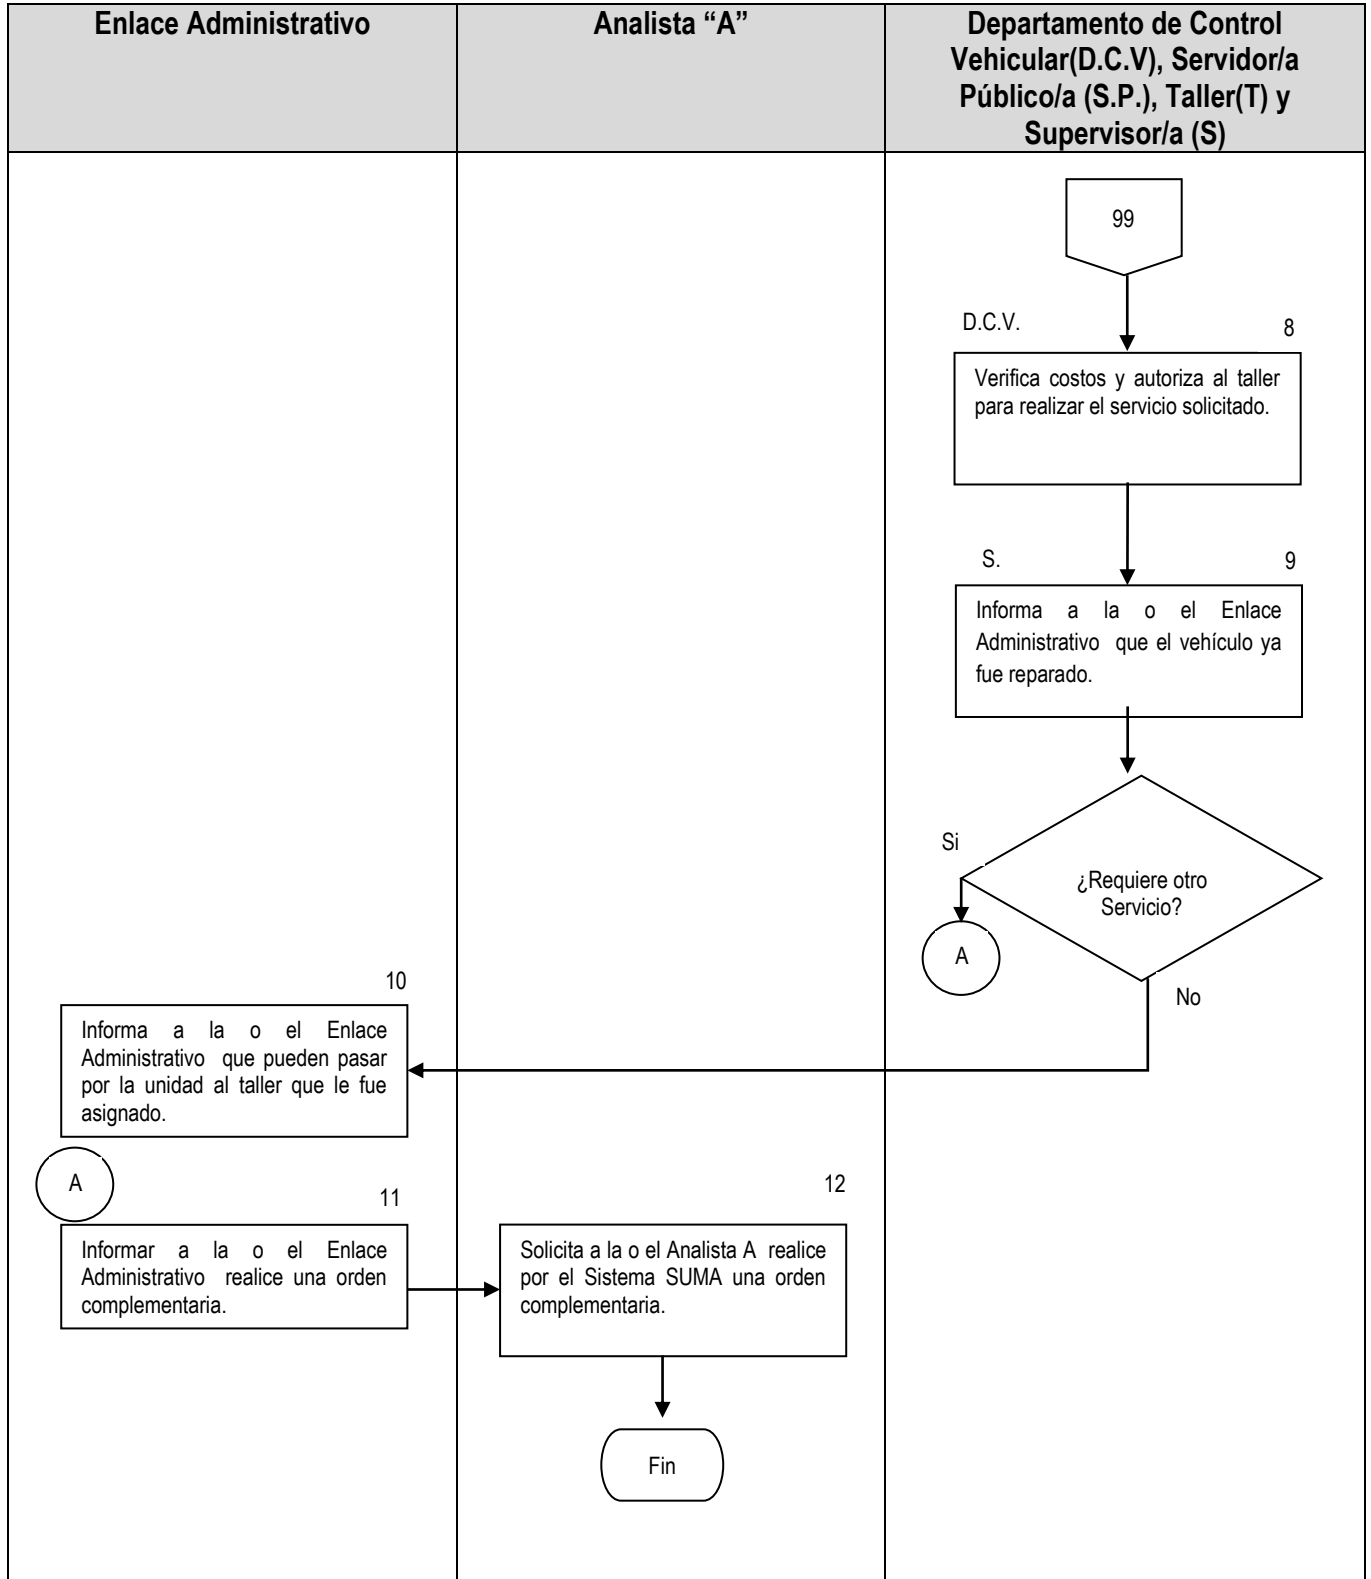 Enlace Administrativo
Analista “A”
Departamento de Control
Vehicular(D.C.V), Servidor/a
Público/a (S.P.), Taller(T) y
Supervisor/a (S)
99
D.C.V.
8
Verifica costos y autoriza al taller
para realizar el servicio solicitado.
S.
9
Informa a la o el Enlace
Administrativo que el vehículo ya
fue reparado.
Si
¿Requiere otro
Servicio?
A
No
10
Informa a la o el Enlace
Administrativo que pueden pasar
por la unidad al taller que le fue
asignado.
A
11
Informar a la o el Enlace
Administrativo realice una orden
complementaria.
12
Solicita a la o el Analista A realice
por el Sistema SUMA una orden
complementaria.
Fin